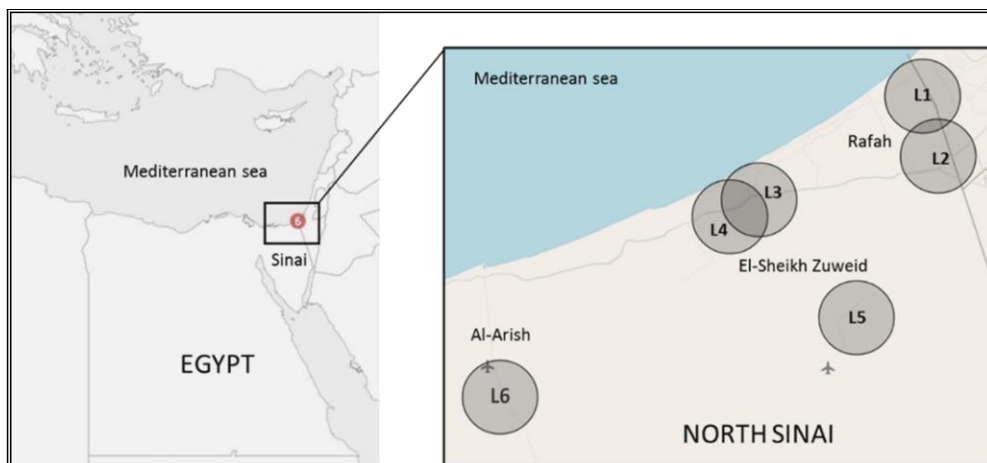 Mediterranean sea
6
Sinai
EGYPT
Mediterranean sea
L1
Rafah
L2
L3
L4
El-Sheikh Zuweid
L5
Al-Arish
L6
NORTH SINAI